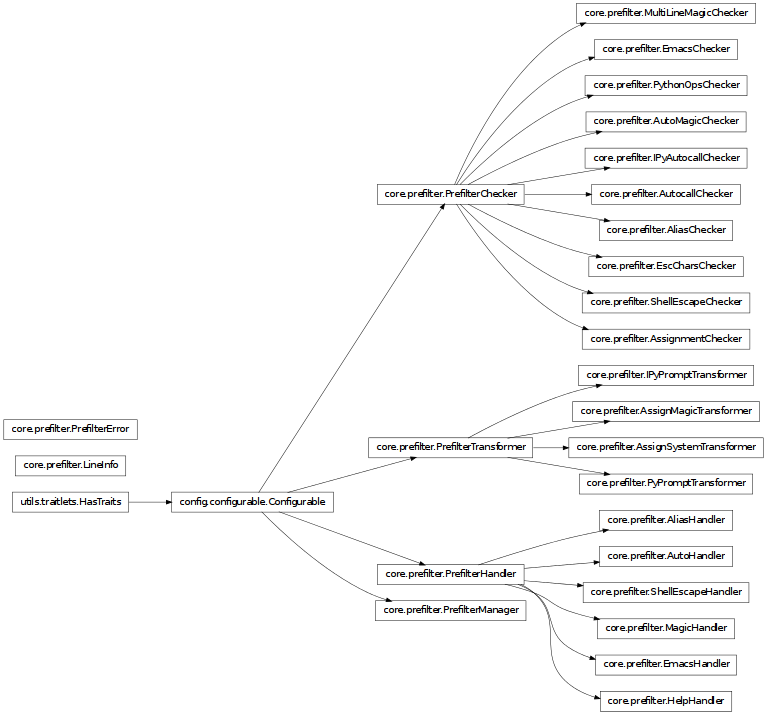 core.prefilter.MultiLineMagicChecker
core.prefilter.EmacsChecker
core.prefilter.PythonOpsChecker
core.prefilter.AutoMagicChecker
core.prefilter.IPyAutocallChecker
core.prefilter.PrefilterChecker
core.prefilter.AutocallChecker
core.prefilter.AliasChecker
core.prefilter.EscCharsChecker
core.prefilter.ShellEscapeChecker
core.prefilter.AssignmentChecker
core.prefilter.IPyPromptTransformer
core.prefilter.AssignMagicTransformer
core.prefilter.PrefilterError
core.prefilter.PrefilterTransformer
core.prefilter.AssignSystemTransformer
core.prefilter.LineInfo
core.prefilter.PyPromptTransformer
utils.traitlets.HasTraits
config.configurable.Configurable
core.prefilter.AliasHandler
core.prefilter.AutoHandler
core.prefilter.PrefilterHandler
core.prefilter.ShellEscapeHandler
core.prefilter.PrefilterManager
core.prefilter.MagicHandler
core.prefilter.EmacsHandler
core.prefilter.HelpHandler